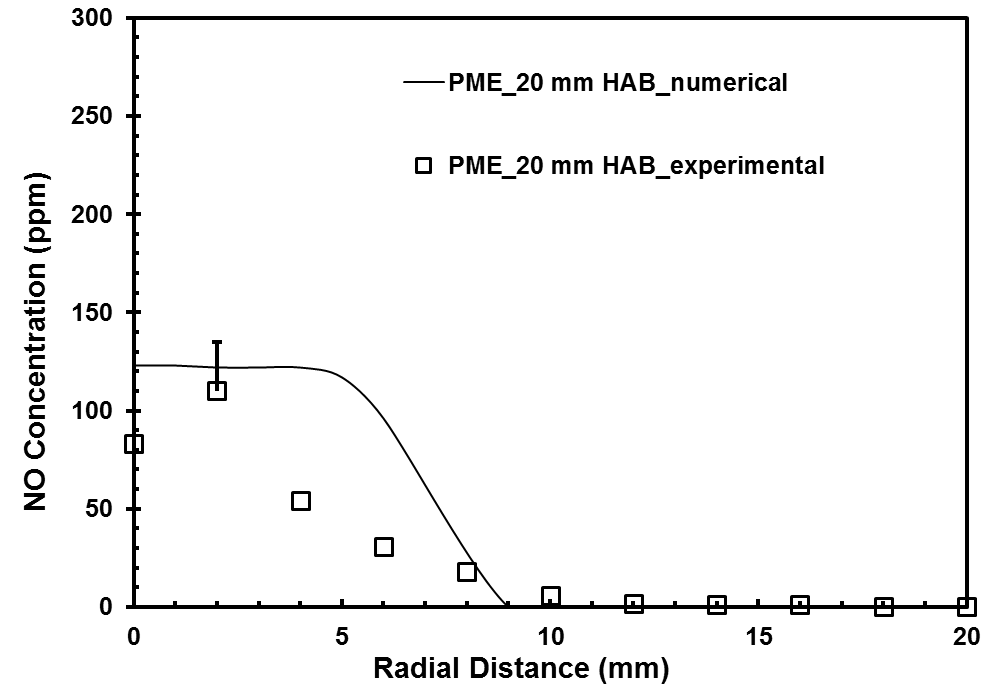 300
250
200
150
100
50
0
NO Concentration (ppm)
PME_20 mm HAB_numerical
PME_20 mm HAB_experimental
0 5 10 15 20
Radial Distance (mm)